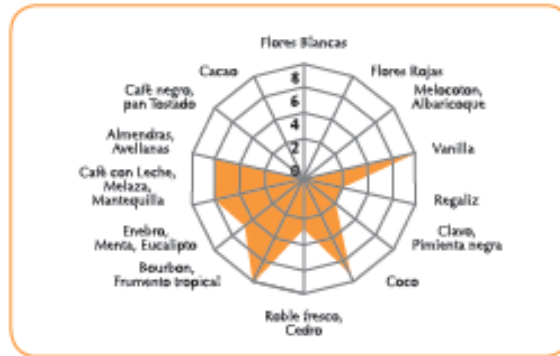 Flores Blancas
Flores Rojas
Melocoton,
Albaricoque
Vanilla
Regaliz
Clavo,
Pimienta negra
Coco
Roble fresco,
Cedro
Bourbon,
Frumento tropical
Enebro,
Menta, Eucalipto
Café con Leche,
Melaza,
Mantequilla
Almendras,
Avellanas
Café negro,
pan Tostado
Cacao
8
6
4
2
0